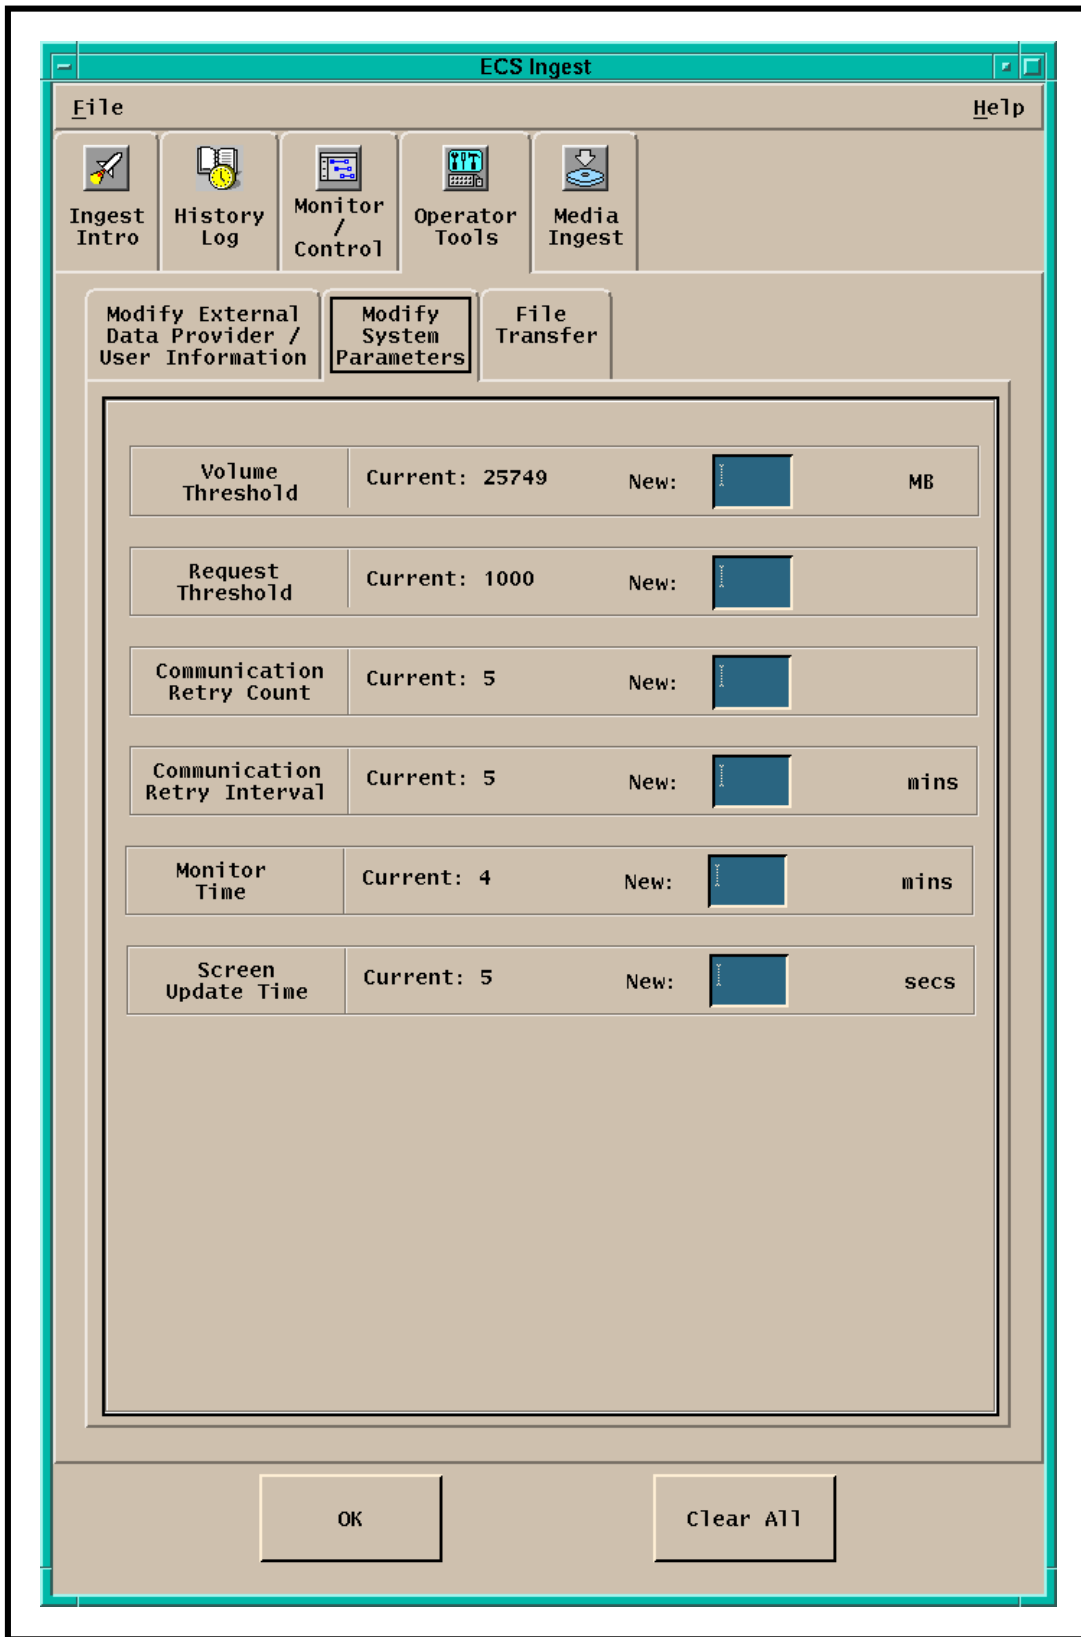 ECS Ingest
File
Help
Ingest
Intro
History
Log
Monitor
/
Control
Operator
Tools
Media
Ingest
Modify External
Data Provider /
User Information
Modify
System
Parameters
File
Transfer
Volume
Threshold
Current: 25749
New:
MB
Request
Threshold
Current: 1000
New:
Communication
Retry Count
Current: 5
New:
Communication
Retry Interval
Current: 5
New:
mins
Monitor
Time
Current: 4
New:
mins
Screen
Update Time
Current: 5
New:
secs
OK
Clear All